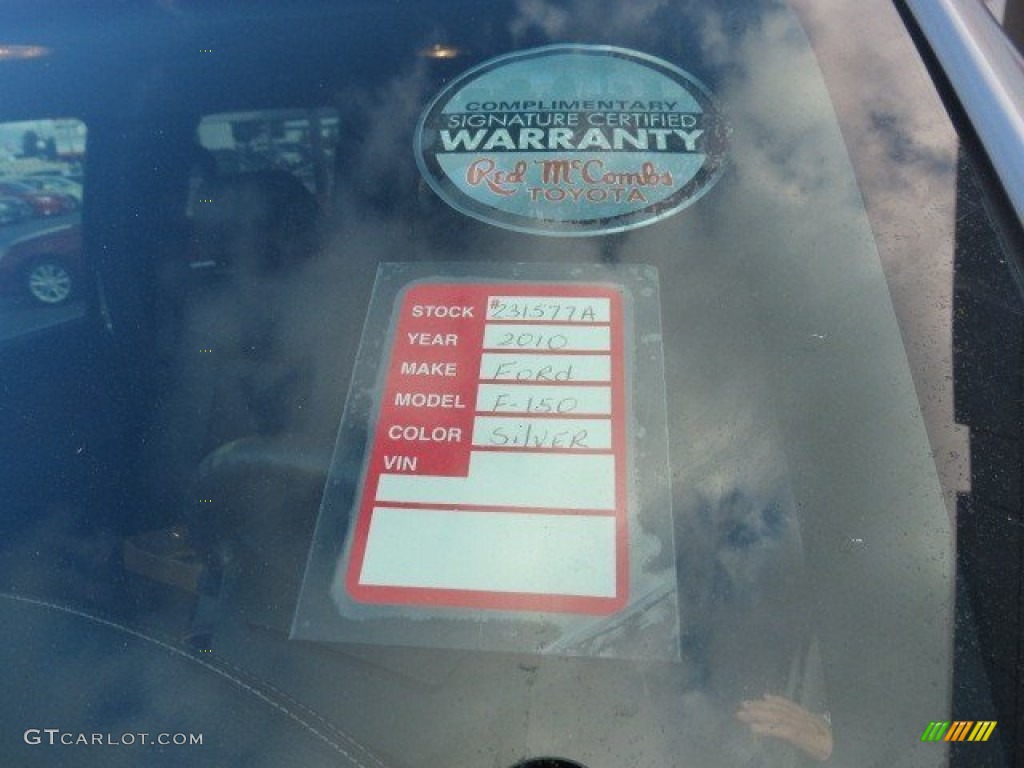 COMPLIMENTARY
SIGNATURE CERTIFIED
WARRANTY
Red McCombs
TOYOTA
STOCK #231577A
YEAR 2010
MAKE FORD
MODEL F-150
COLOR SilVER
VIN
GTCARLOT.COM